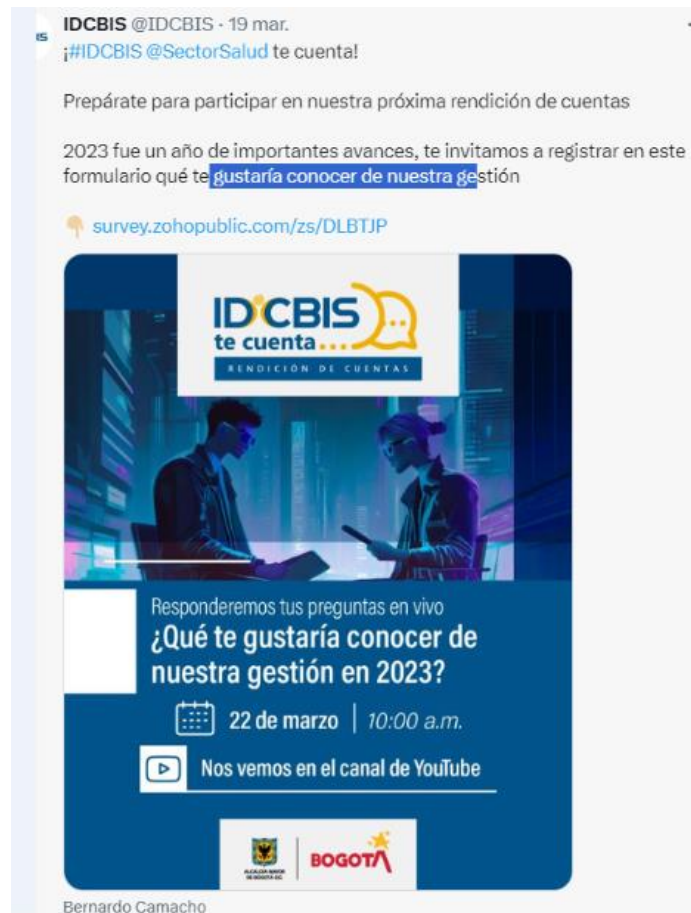 IDCBIS @IDCBIS · 19 mar.
¡#IDCBIS @SectorSalud te cuenta!
Prepárate para participar en nuestra próxima rendición de cuentas
2023 fue un año de importantes avances, te invitamos a registrar en este
formulario qué te gustaría conocer de nuestra gestión
survey.zohopublic.com/zs/DLBTJP
IDCBIS
te cuenta...
RENDICIÓN DE CUENTAS
Responderemos tus preguntas en vivo
¿Qué te gustaría conocer de
nuestra gestión en 2023?
22 de marzo | 10:00 a.m.
Nos vemos en el canal de YouTube
ALCALDÍA MAYOR
DE BOGOTÁ D.C.
BOGOTÁ
Bernardo Camacho